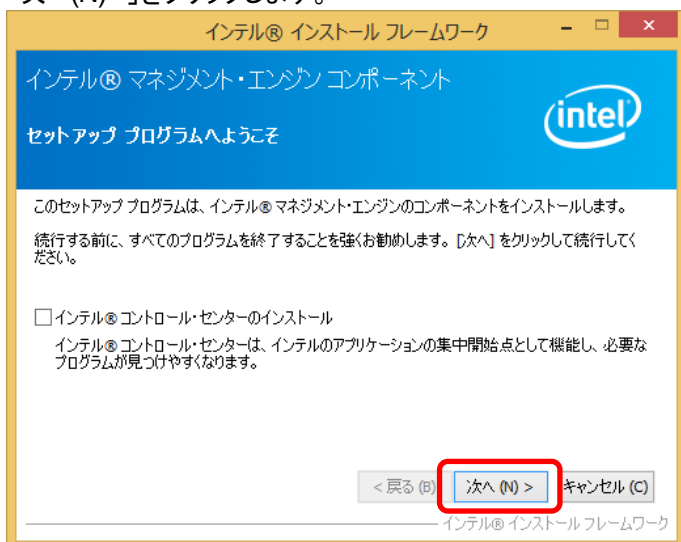 次へ(N) >]をクリックします。
インテル® インストール フレームワーク
インテル® マネジメント・エンジン コンポーネント
セットアップ プログラムへようこそ
intel
このセットアップ プログラムは、インテル® マネジメント・エンジンのコンポーネントをインストールします。
続行する前に、すべてのプログラムを終了することを強くお勧めします。[次へ] をクリックして続行してく
ださい。
インテル® コントロール・センターのインストール
インテル® コントロール・センターは、インテルのアプリケーションの集中開始点として機能し、必要な
プログラムが見つけやすくなります。
< 戻る (B)
次へ (N) >
キャンセル (C)
インテル® インストール フレームワーク